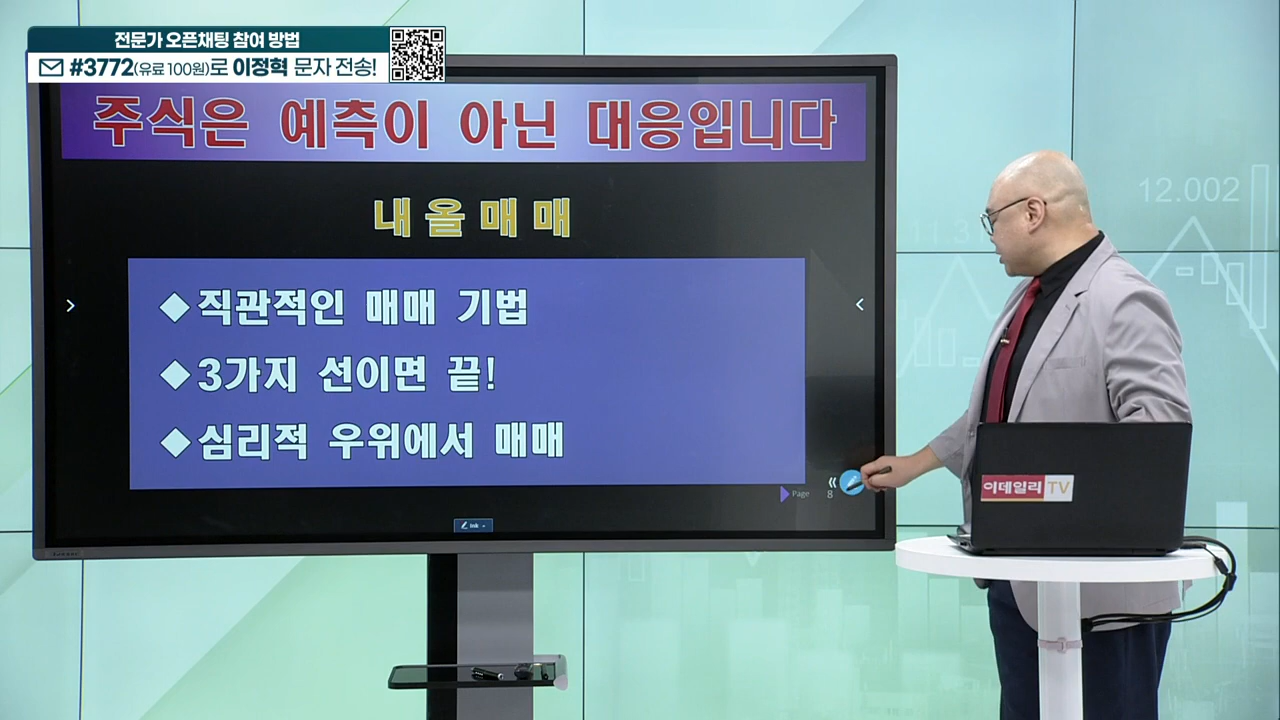 전문가 오픈채팅 참여 방법
#3772(유료 100원)로 이정혁 문자 전송!
주식은 예측이 아닌 대응입니다
내올매매
◆직관적인 매매 기법
◆3가지 선이면 끝!
◆심리적 우위에서 매매
Page 8
Ink
12.002
이데일리TV